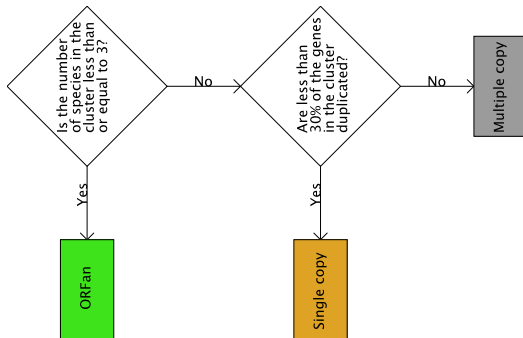 Is the number
of species in the
cluster less than
or equal to 3?
No
Are less than
30% of the genes
in the cluster
duplicated?
No
Multiple copy
Yes
Yes
ORFan
Single copy